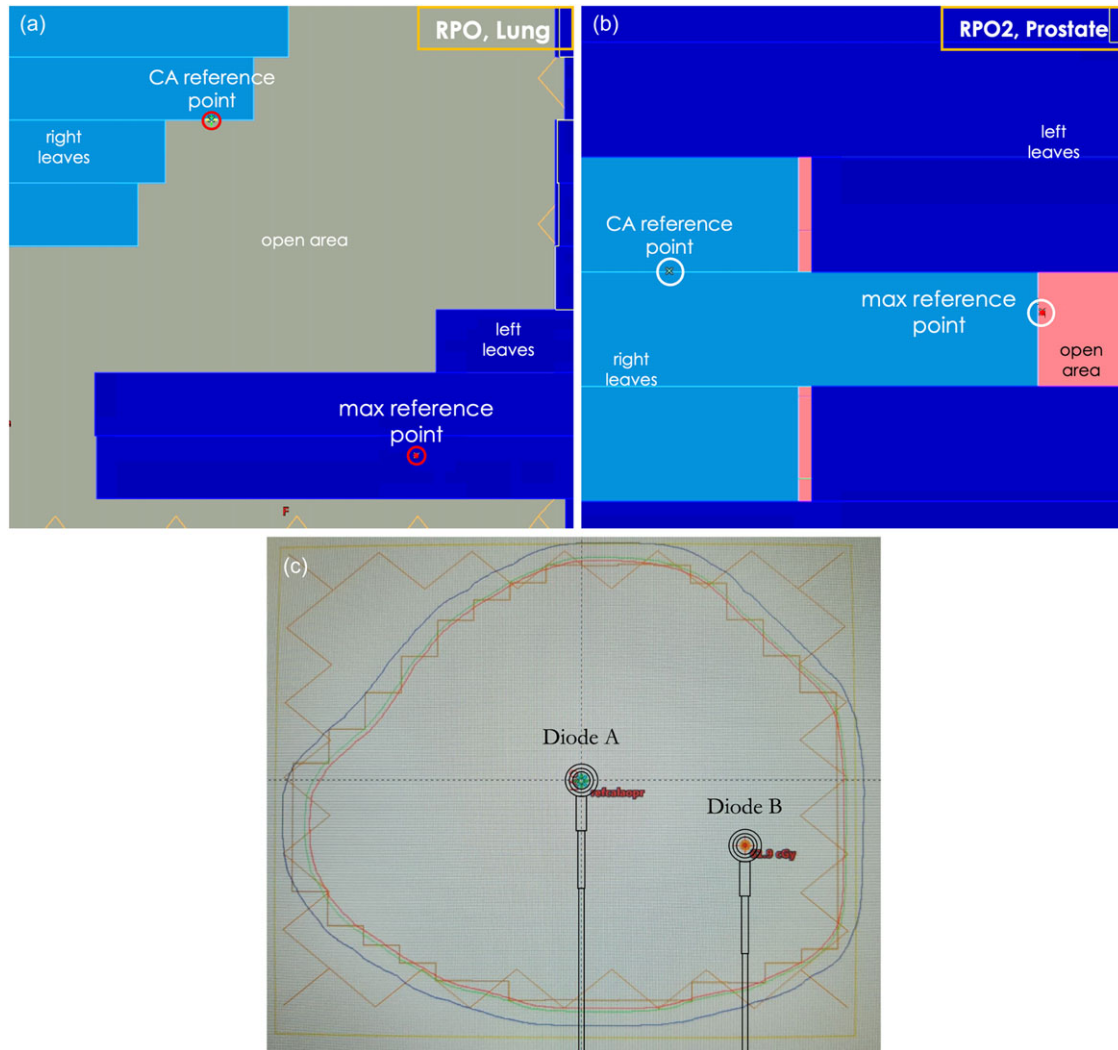 (a)
RPO, Lung
CA reference
point
right
leaves
open area
left
leaves
max reference
point
F
(b)
RPO2, Prostate
left
leaves
CA reference
point
max reference
point
right
leaves
open
area
(c)
Diode A
Diode B
cGy